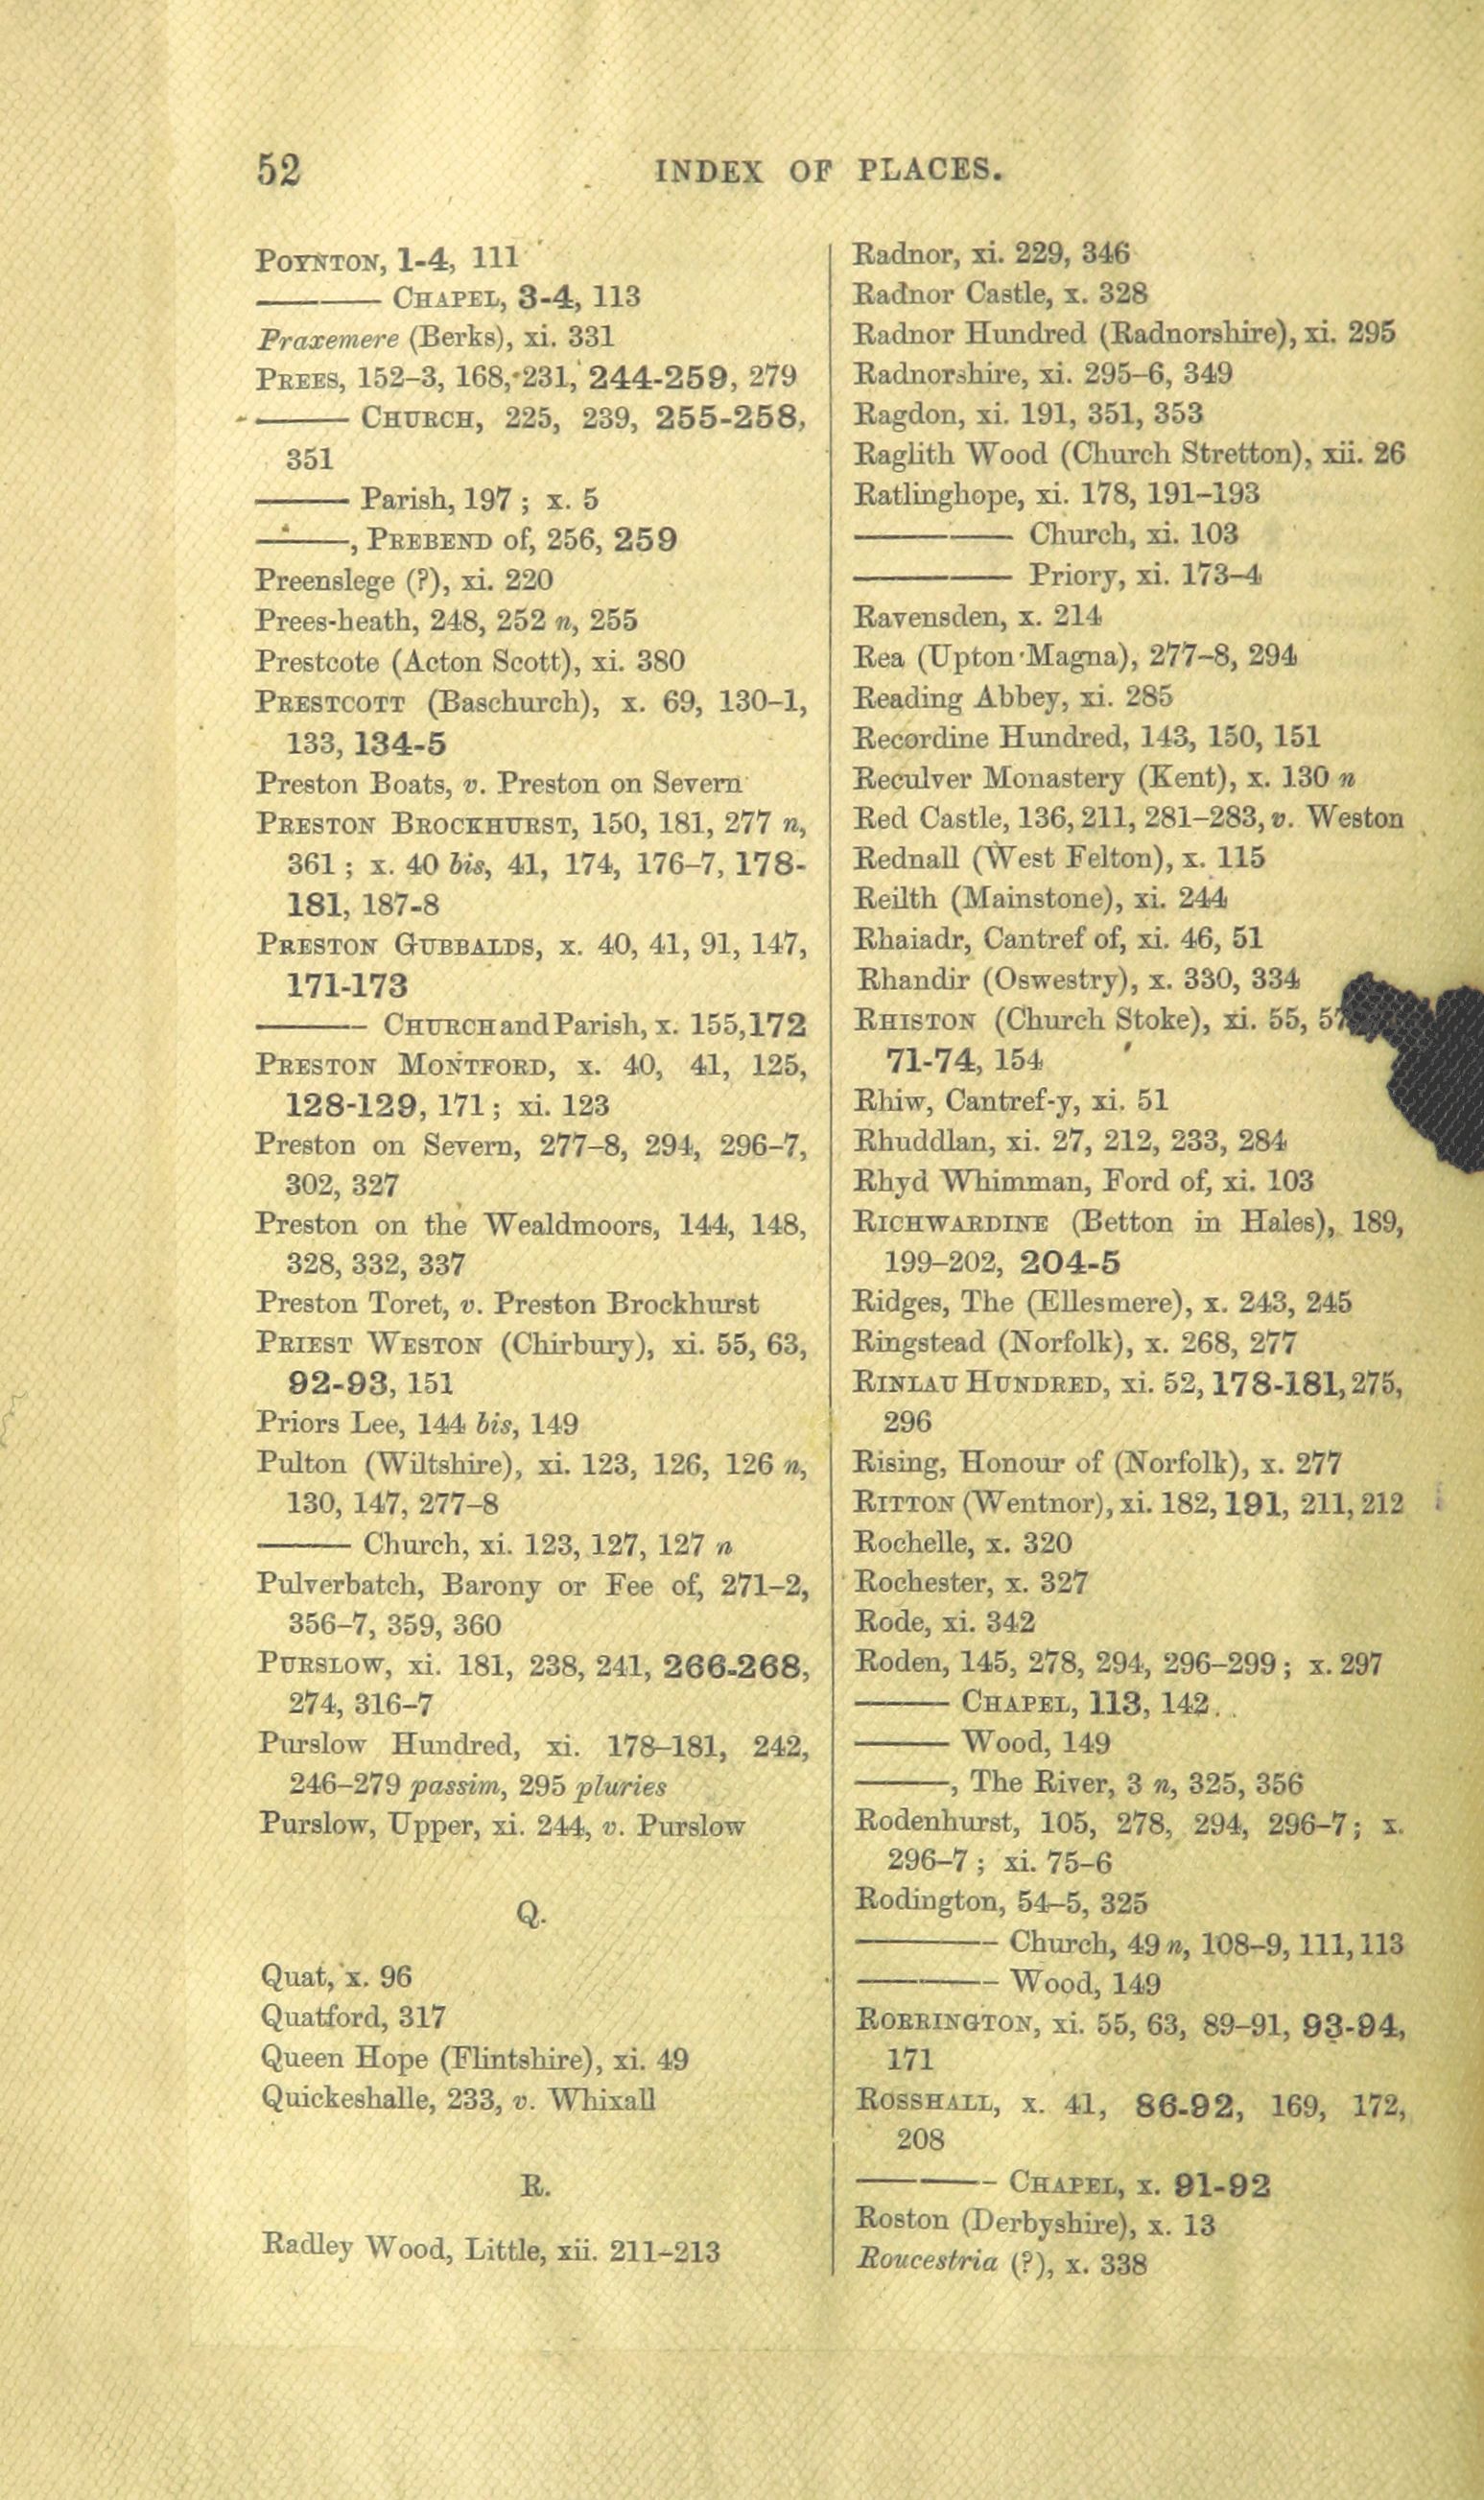 52
INDEX OF PLACES.
POYNTON, 1-4, 111
——— CHAPEL, 3-4, 113
Praxemere (Berks), xi. 331
PREES, 152–3, 168, 231, 244-259, 279
——— CHURCH, 225, 239, 255-258,
351
——— Parish, 197 ; x. 5
———, PREBEND of, 256, 259
Preenslege (?), xi. 220
Prees-heath, 248, 252 n, 255
Prestcote (Acton Scott), xi. 380
PRESTCOTT (Baschurch), x. 69, 130–1,
133, 134-5
Preston Boats, v. Preston on Severn
PRESTON BROCKHURST, 150, 181, 277 n,
361 ; x. 40 bis, 41, 174, 176–7, 178-
181, 187-8
PRESTON GUBBALDS, x. 40, 41, 91, 147,
171-173
——— CHURCH and Parish, x. 155, 172
PRESTON MONTFORD, x. 40, 41, 125,
128-129, 171 ; xi. 123
Preston on Severn, 277–8, 294, 296–7,
302, 327
Preston on the Wealdmoors, 144, 148,
328, 332, 337
Preston Toret, v. Preston Brockhurst
PRIEST WESTON (Chirbury), xi. 55, 63,
92-93, 151
Priors Lee, 144 bis, 149
Pulton (Wiltshire), xi. 123, 126, 126 n,
130, 147, 277–8
——— Church, xi. 123, 127, 127 n
Pulverbatch, Barony or Fee of, 271–2,
356–7, 359, 360
PURSLOW, xi. 181, 238, 241, 266-268,
274, 316–7
Purslow Hundred, xi. 178–181, 242,
246–279 passim, 295 pluries
Purslow, Upper, xi. 244, v. Purslow
Q.
Quat, x. 96
Quatford, 317
Queen Hope (Flintshire), xi. 49
Quickeshalle, 233, v. Whixall
R.
Radley Wood, Little, xii. 211–213
Radnor, xi. 229, 346
Radnor Castle, x. 328
Radnor Hundred (Radnorshire), xi. 295
Radnorshire, xi. 295–6, 349
Ragdon, xi. 191, 351, 353
Raglith Wood (Church Stretton), xii. 26
Ratlinghope, xi. 178, 191–193
——— Church, xi. 103
——— Priory, xi. 173–4
Ravensden, x. 214
Rea (Upton Magna), 277–8, 294
Reading Abbey, xi. 285
Recordine Hundred, 143, 150, 151
Reculver Monastery (Kent), x. 130 n
Red Castle, 136, 211, 281–283, v. Weston
Rednall (West Felton), x. 115
Reilth (Mainstone), xi. 244
Rhaiadr, Cantref of, xi. 46, 51
Rhandir (Oswestry), x. 330, 334
RHISTON (Church Stoke), xi. 55,
71-74, 154
Rhiw, Cantref-y, xi. 51
Rhuddlan, xi. 27, 212, 233, 284
Rhyd Whimman, Ford of, xi. 103
RICHWARDINE (Betton in Hales), 189,
199–202, 204-5
Ridges, The (Ellesmere), x. 243, 245
Ringstead (Norfolk), x. 268, 277
RINLAU HUNDRED, xi. 52, 178-181, 275,
296
Rising, Honour of (Norfolk), x. 277
RITTON (Wentnor), xi. 182, 191, 211, 212
Rochelle, x. 320
Rochester, x. 327
Rode, xi. 342
Roden, 145, 278, 294, 296–299 ; x. 297
——— CHAPEL, 113, 142
——— Wood, 149
———, The River, 3 n, 325, 356
Rodenhurst, 105, 278, 294, 296–7 ; x.
296–7 ; xi. 75–6
Rodington, 54–5, 325
——— Church, 49 n, 108–9, 111, 113
——— Wood, 149
RORRINGTON, xi. 55, 63, 89–91, 93-94,
171
ROSSHALL, x. 41, 86-92, 169, 172,
208
——— CHAPEL, x. 91-92
Roston (Derbyshire), x. 13
Roucestria (?), x. 338